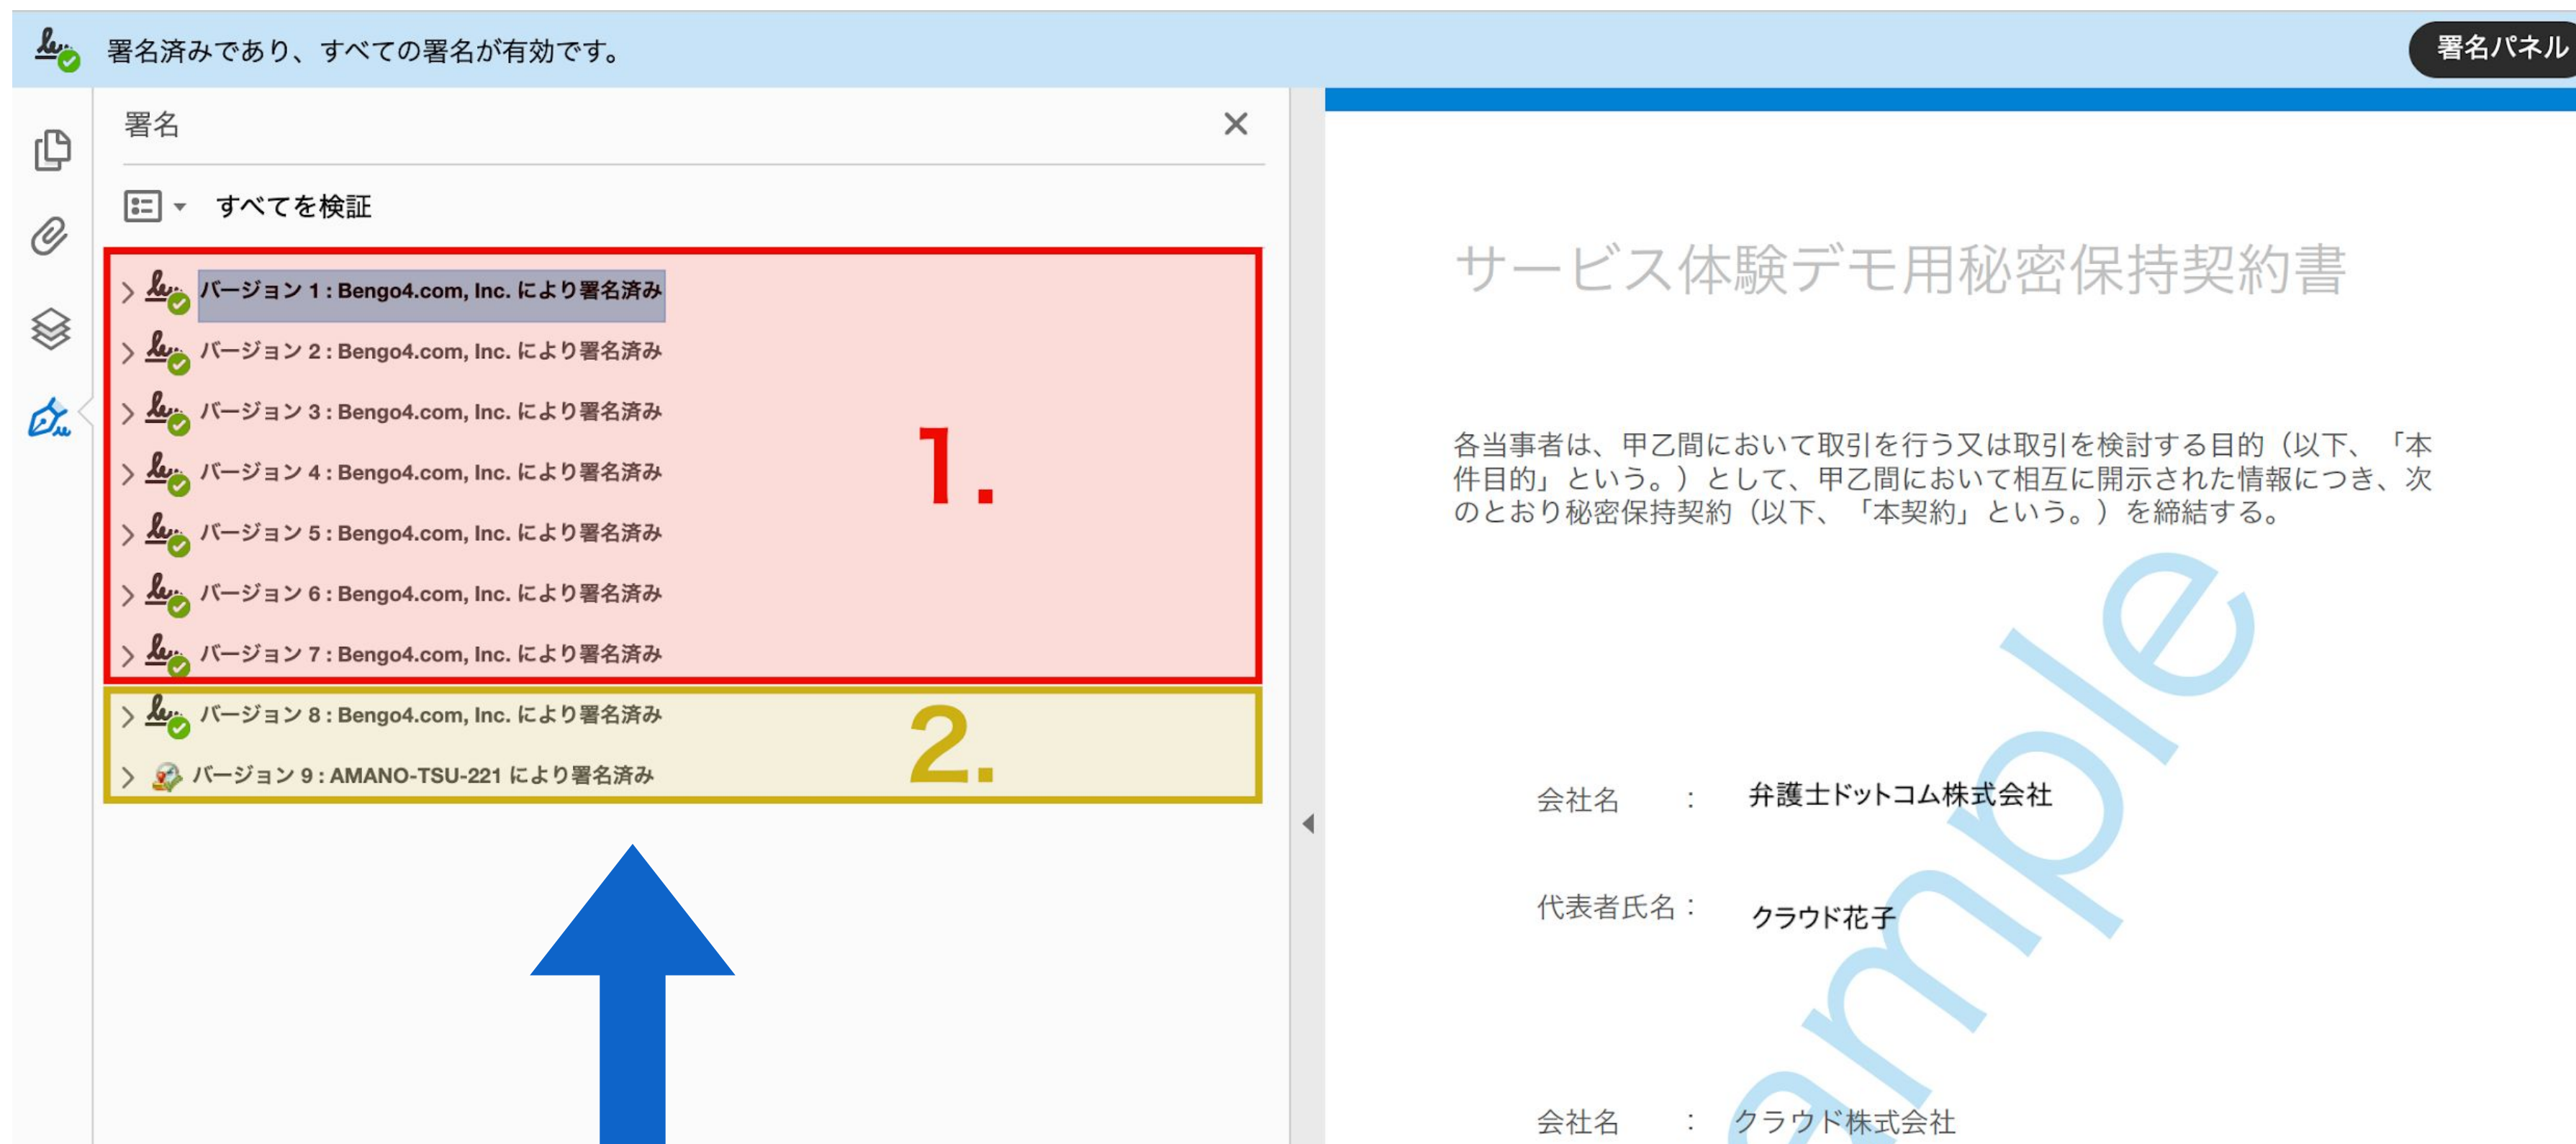 署名済みであり、すべての署名が有効です。
署名パネル
署名
すべてを検証
バージョン 1 : Bengo4.com, Inc. により署名済み
バージョン 2 : Bengo4.com, Inc. により署名済み
バージョン 3 : Bengo4.com, Inc. により署名済み
バージョン 4 : Bengo4.com, Inc. により署名済み
バージョン 5 : Bengo4.com, Inc. により署名済み
バージョン 6 : Bengo4.com, Inc. により署名済み
バージョン 7 : Bengo4.com, Inc. により署名済み
1.
バージョン 8 : Bengo4.com, Inc. により署名済み
バージョン 9 : AMANO-TSU-221 により署名済み
2.
サービス体験デモ用秘密保持契約書
各当事者は、甲乙間において取引を行う又は取引を検討する目的（以下、「本
件目的」という。）として、甲乙間において相互に開示された情報につき、次
のとおり秘密保持契約（以下、「本契約」という。）を締結する。
会社名 ： 弁護士ドットコム株式会社
代表者氏名： クラウド花子
会社名 ： クラウド株式会社
ample